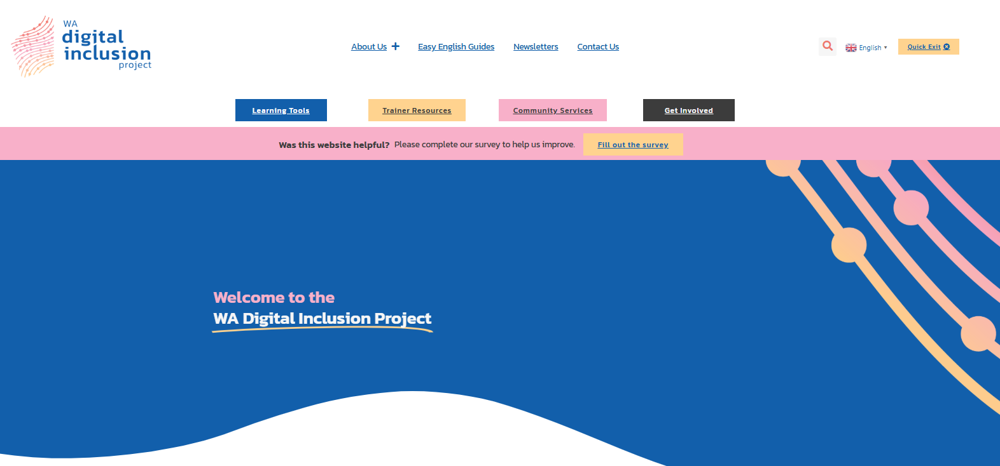 WA
digital
inclusion
project
About Us
Easy English Guides
Newsletters
Contact Us
English
Quick Exit
Learning Tools
Trainer Resources
Community Services
Get Involved
Was this website helpful? Please complete our survey to help us improve.
Fill out the survey
Welcome to the
WA Digital Inclusion Project